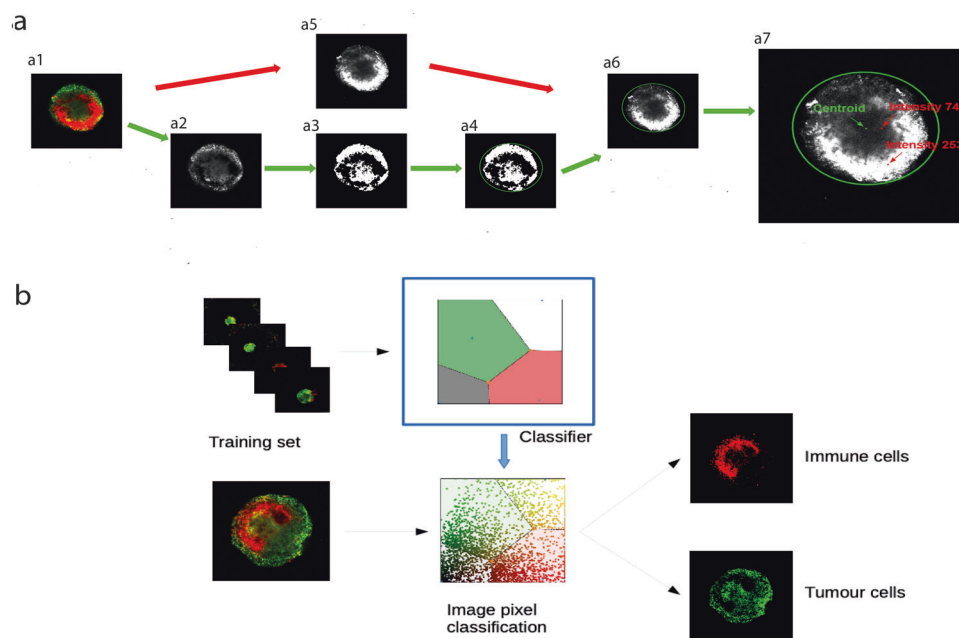 a
a1
a5
a6
a7
a2
a3
a4
Centroid
Intensity 74
Intensity 253
b
Training set
Classifier
Immune cells
Image pixel
classification
Tumour cells